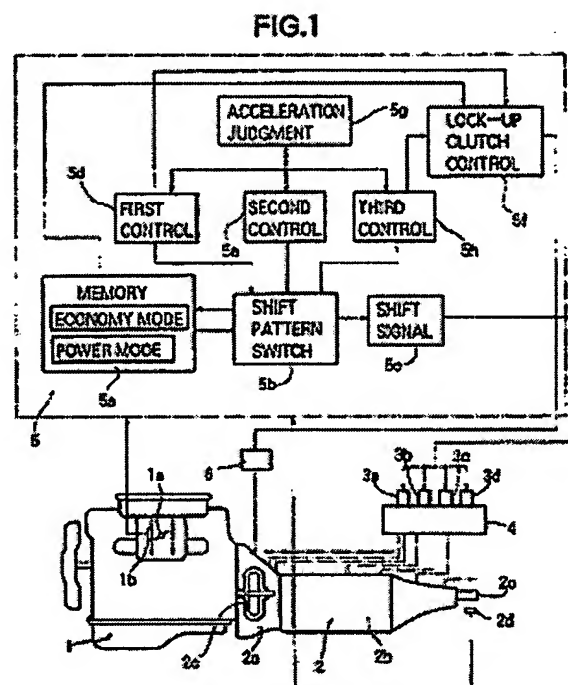 FIG.1
ACCELERATION
JUDGMENT
5g
LOCK-UP
CLUTCH
CONTROL
5f
5d
FIRST
CONTROL
SECOND
CONTROL
5e
THIRD
CONTROL
5h
MEMORY
ECONOMY MODE
POWER MODE
5a
SHIFT
PATTERN
SWITCH
5b
SHIFT
SIGNAL
5c
5
6
1a
1b
3a
3b
3c
3d
4
1
2c
2a
2
2b
2d